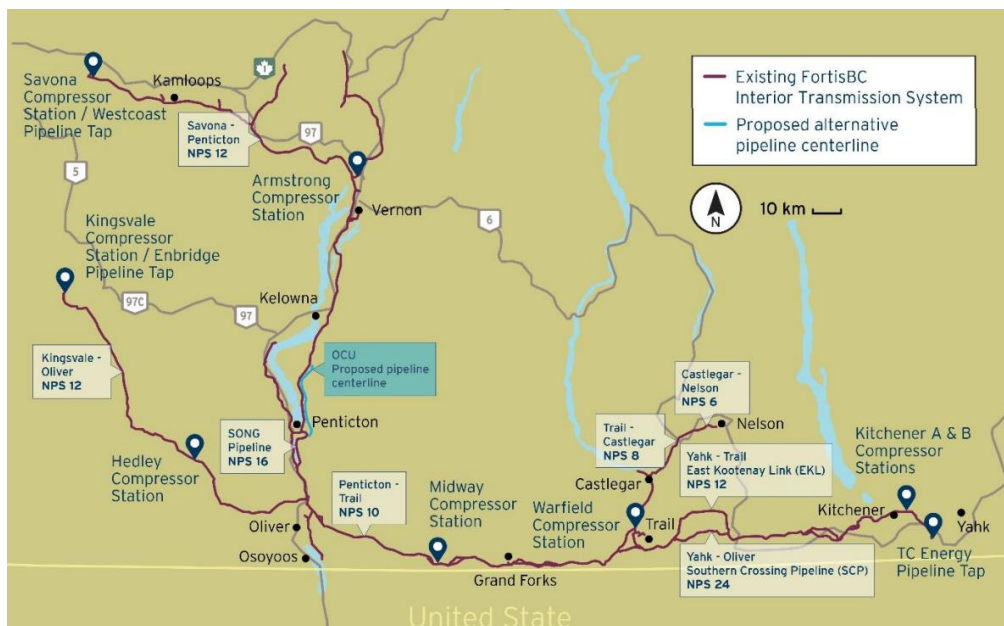 Savona
Compressor
Station / Westcoast
Pipeline Tap
Kamloops
1
Savona -
Penticton
NPS 12
97
Existing FortisBC
Interior Transmission System
Proposed alternative
pipeline centerline
5
Armstrong
Compressor
Station
Vernon
N
10 km
6
Kingsvale
Compressor
Station / Enbridge
Pipeline Tap
97C
97
Kelowna
Kingsvale -
Oliver
NPS 12
OCU
Proposed pipeline
centerline
Penticton
SONG
Pipeline
NPS 16
Hedley
Compressor
Station
Castlegar -
Nelson
NPS 6
Nelson
Trail -
Castlegar
NPS 8
Castlegar
Yahk - Trail
East Kootenay Link (EKL)
NPS 12
Kitchener A & B
Compressor
Stations
Kitchener
Yahk
TC Energy
Pipeline Tap
Penticton -
Trail
NPS 10
Midway
Compressor
Station
Warfield
Compressor
Station
Trail
Oliver
Osoyoos
Grand Forks
Yahk - Oliver
Southern Crossing Pipeline (SCP)
NPS 24
United State